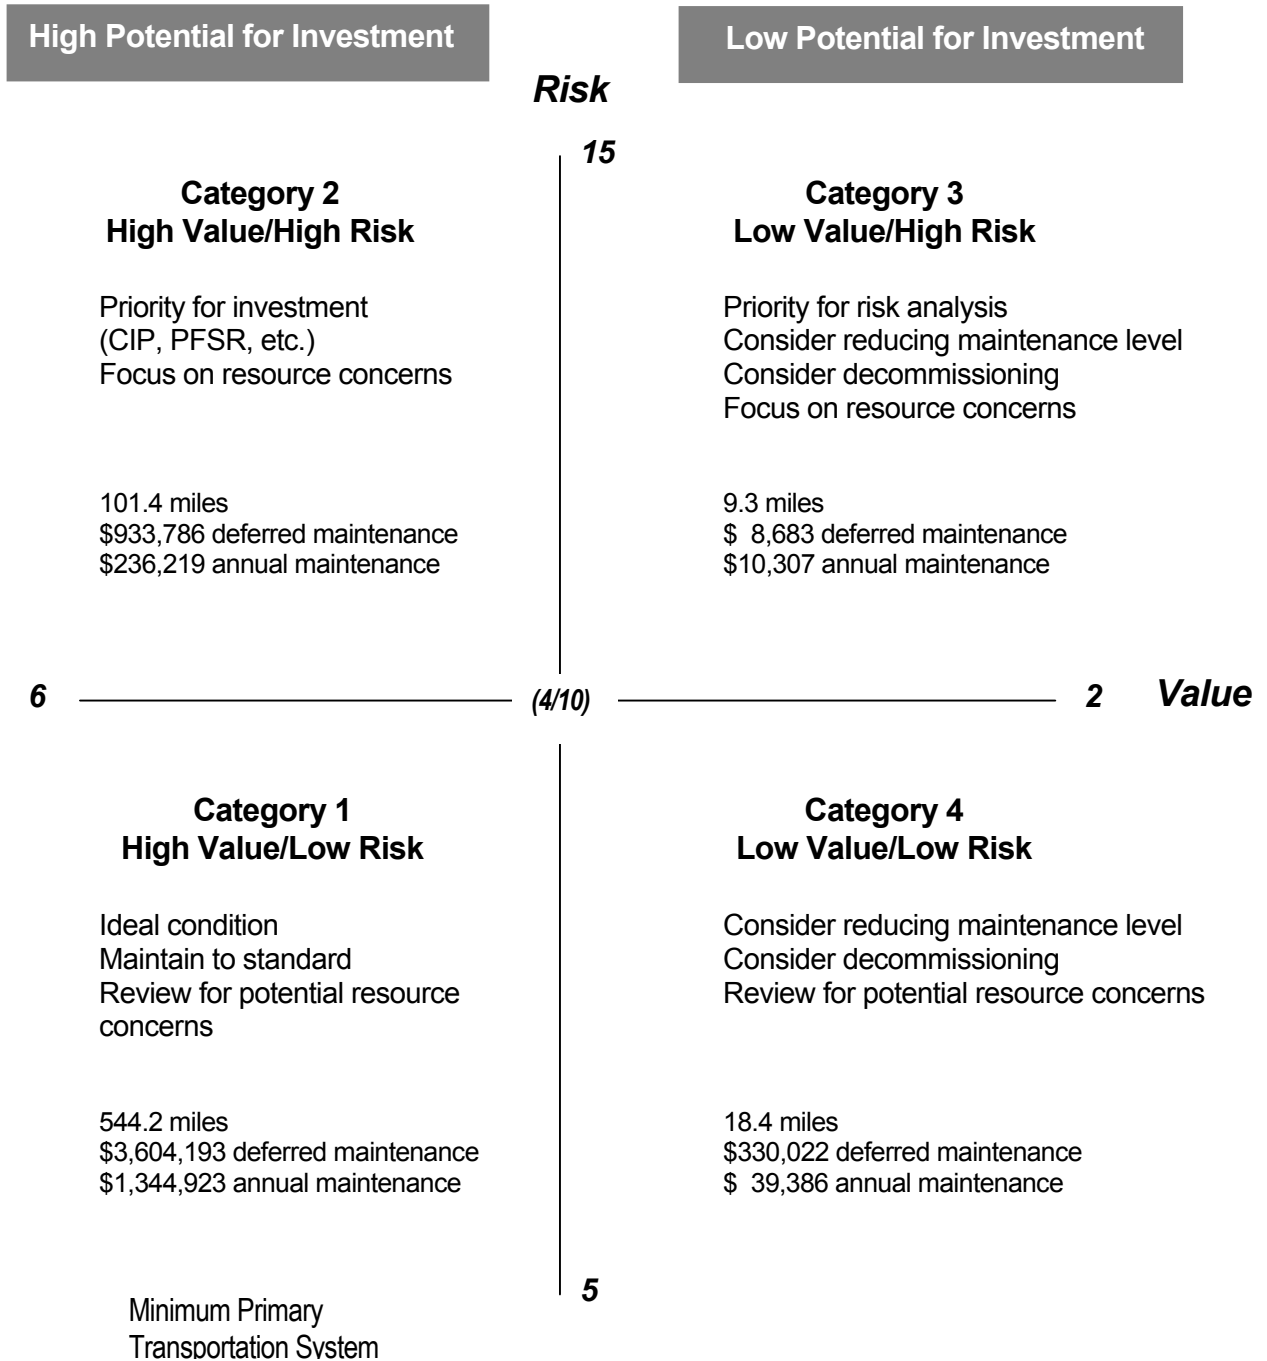 High Potential for Investment
Low Potential for Investment
Risk
15
Category 2
High Value/High Risk
Priority for investment
(CIP, PFSR, etc.)
Focus on resource concerns
101.4 miles
$933,786 deferred maintenance
$236,219 annual maintenance
Category 3
Low Value/High Risk
Priority for risk analysis
Consider reducing maintenance level
Consider decommissioning
Focus on resource concerns
9.3 miles
$ 8,683 deferred maintenance
$10,307 annual maintenance
6
(4/10)
2
Value
Category 1
High Value/Low Risk
Ideal condition
Maintain to standard
Review for potential resource
concerns
544.2 miles
$3,604,193 deferred maintenance
$1,344,923 annual maintenance
Category 4
Low Value/Low Risk
Consider reducing maintenance level
Consider decommissioning
Review for potential resource concerns
18.4 miles
$330,022 deferred maintenance
$ 39,386 annual maintenance
5
Minimum Primary
Transportation System